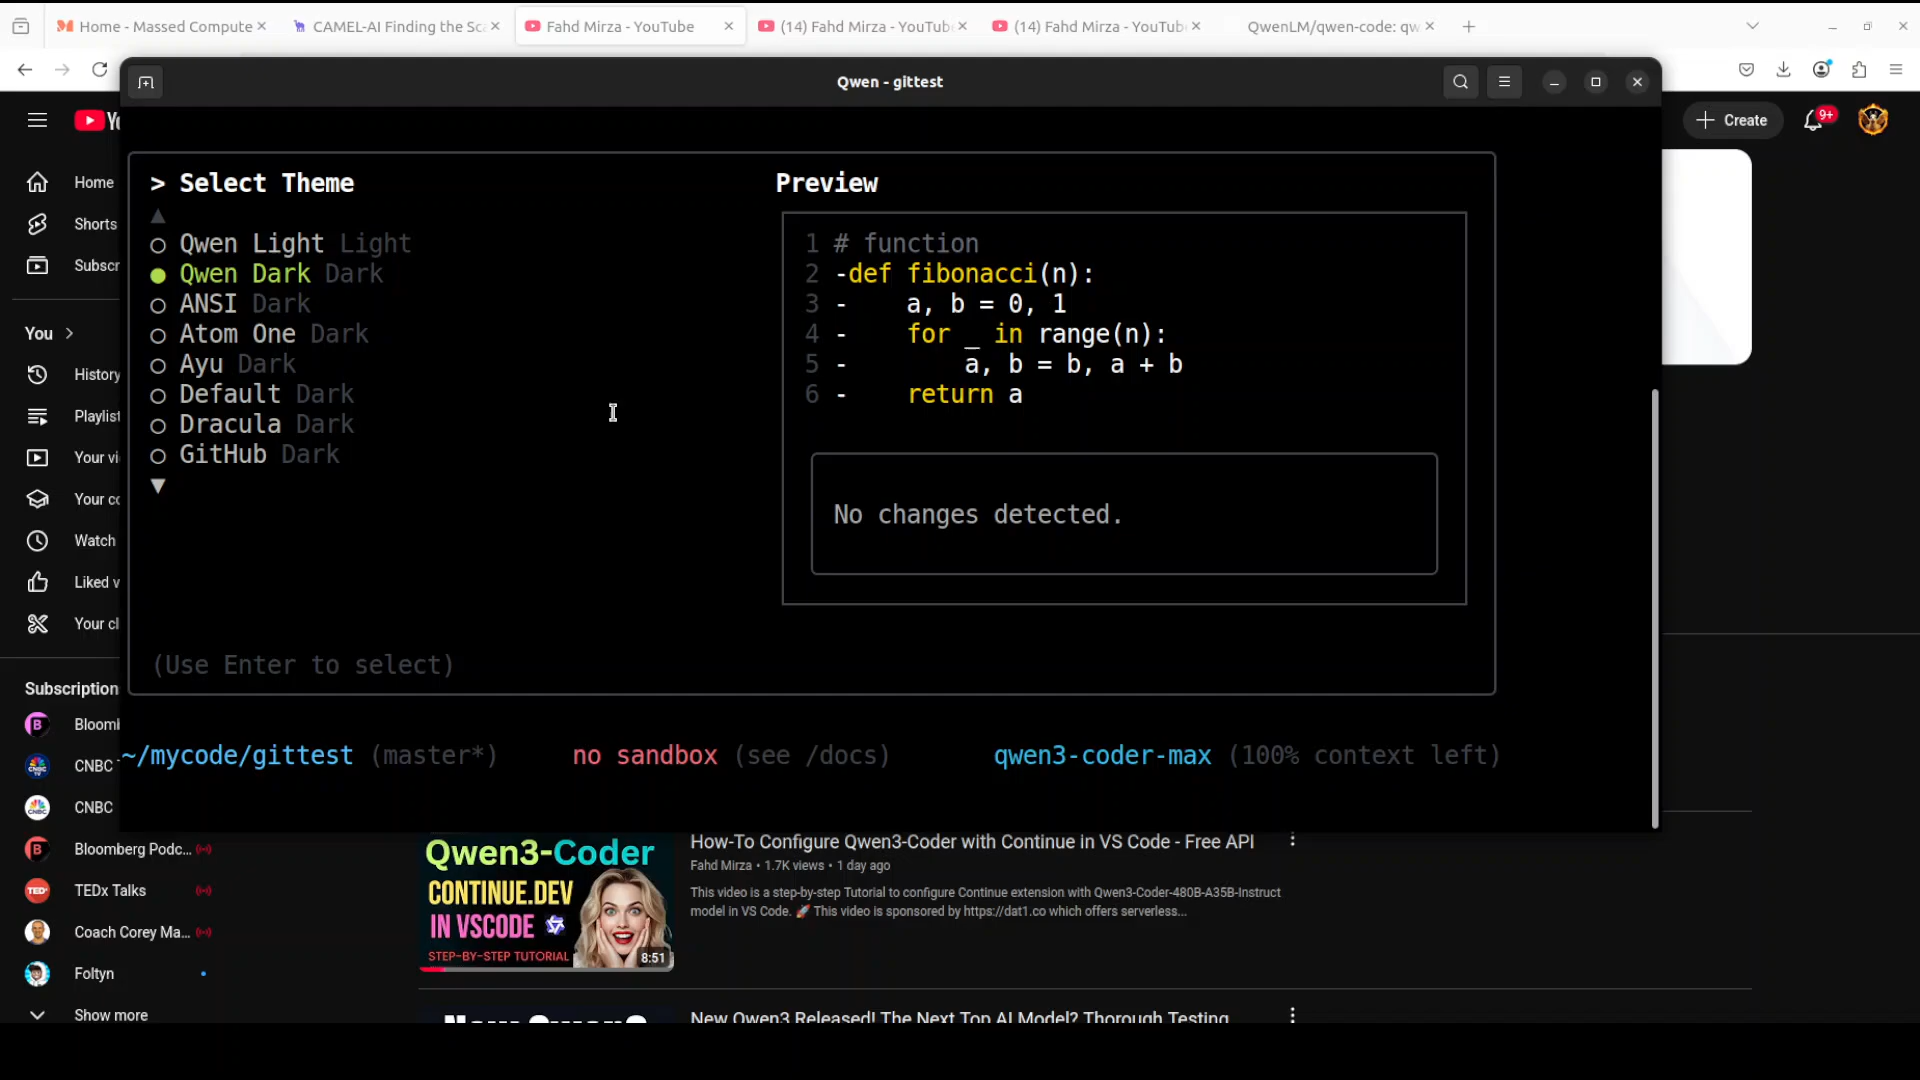 Home - Massed Compute
CAMEL-AI Finding the Sca
Fahd Mirza - YouTube
(14) Fahd Mirza - YouTub
(14) Fahd Mirza - YouTub
QwenLM/qwen-code: qw
Qwen - gittest
Create
9+
Home
Shorts
Subscr
You
History
Playlist
Your vi
Your co
Watch
Liked v
Your cl
Subscription
Bloomb
CNBC
CNBC
Bloomberg Podc...
TEDx Talks
Coach Corey Ma...
Foltyn
Show more
> Select Theme
▲
○ Qwen Light Light
● Qwen Dark Dark
○ ANSI Dark
○ Atom One Dark
○ Ayu Dark
○ Default Dark
○ Dracula Dark
○ GitHub Dark
▼
(Use Enter to select)
Preview
1 # function
2 -def fibonacci(n):
3 -    a, b = 0, 1
4 -    for _ in range(n):
5 -        a, b = b, a + b
6 -    return a
No changes detected.
~/mycode/gittest (master*) no sandbox (see /docs) qwen3-coder-max (100% context left)
Qwen3-Coder
CONTINUE.DEV
IN VSCODE
STEP-BY-STEP TUTORIAL
8:51
How-To Configure Qwen3-Coder with Continue in VS Code - Free API
Fahd Mirza • 1.7K views • 1 day ago
This video is a step-by-step Tutorial to configure Continue extension with Qwen3-Coder-480B-A35B-Instruct
model in VS Code. 🚀 This video is sponsored by https://dat1.co which offers serverless...
New Qwen3 Released! The Next Top AI Model? Thorough Testing